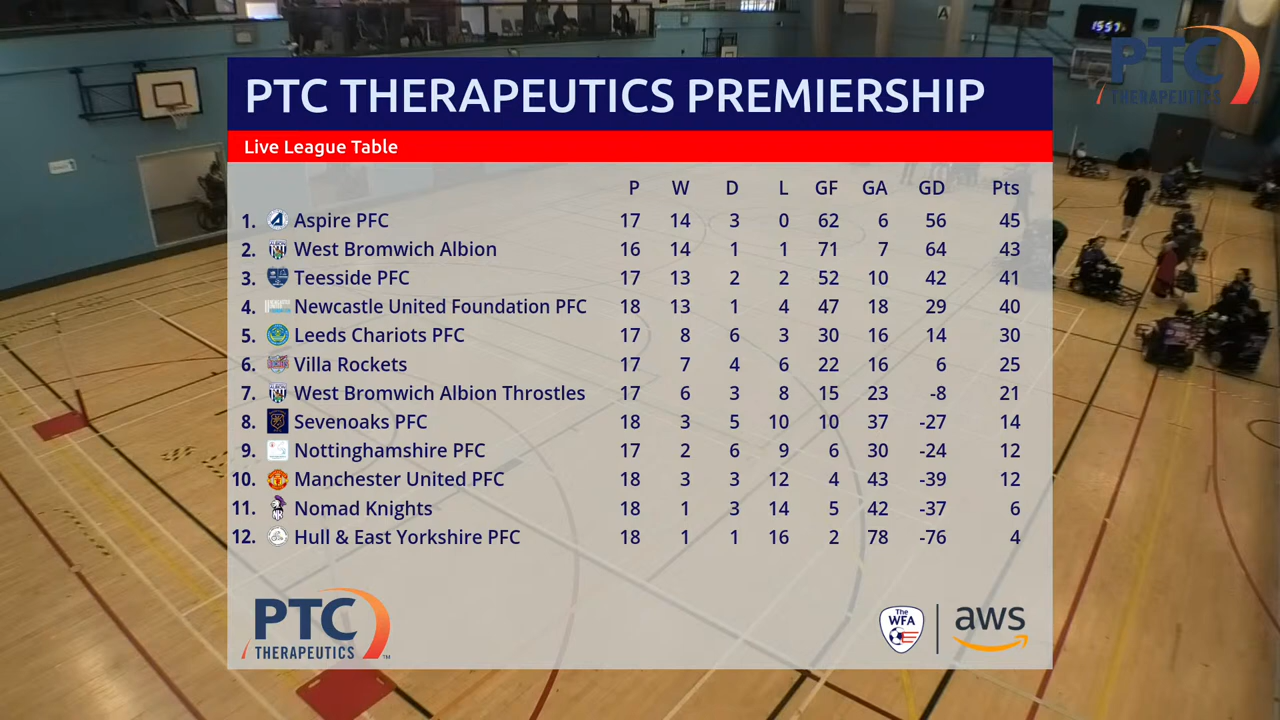 A
1557
PTC
THERAPEUTICS
PTC THERAPEUTICS PREMIERSHIP
Live League Table
P W D L GF GA GD Pts
1. Aspire PFC 17 14 3 0 62 6 56 45
2. West Bromwich Albion 16 14 1 1 71 7 64 43
3. Teesside PFC 17 13 2 2 52 10 42 41
4. Newcastle United Foundation PFC 18 13 1 4 47 18 29 40
5. Leeds Chariots PFC 17 8 6 3 30 16 14 30
6. Villa Rockets 17 7 4 6 22 16 6 25
7. West Bromwich Albion Throstles 17 6 3 8 15 23 -8 21
8. Sevenoaks PFC 18 3 5 10 10 37 -27 14
9. Nottinghamshire PFC 17 2 6 9 6 30 -24 12
10. Manchester United PFC 18 3 3 12 4 43 -39 12
11. Nomad Knights 18 1 3 14 5 42 -37 6
12. Hull & East Yorkshire PFC 18 1 1 16 2 78 -76 4
PTC
THERAPEUTICS™
The
WFA
aws